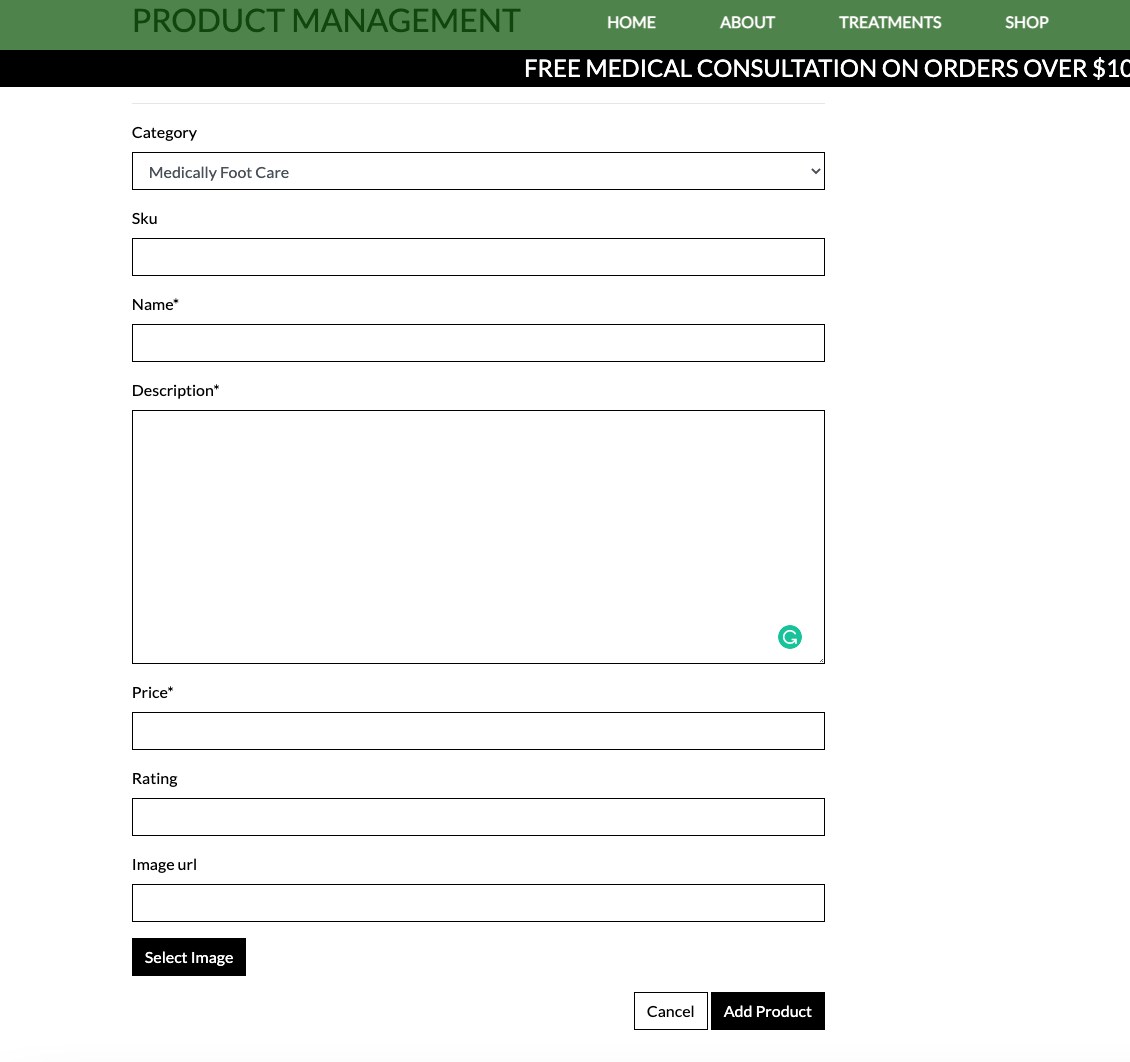 PRODUCT MANAGEMENT HOME ABOUT TREATMENTS SHOP
FREE MEDICAL CONSULTATION ON ORDERS OVER $10
Category
Medically Foot Care
Sku
Name*
Description*
Price*
Rating
Image url
Select Image
Cancel Add Product